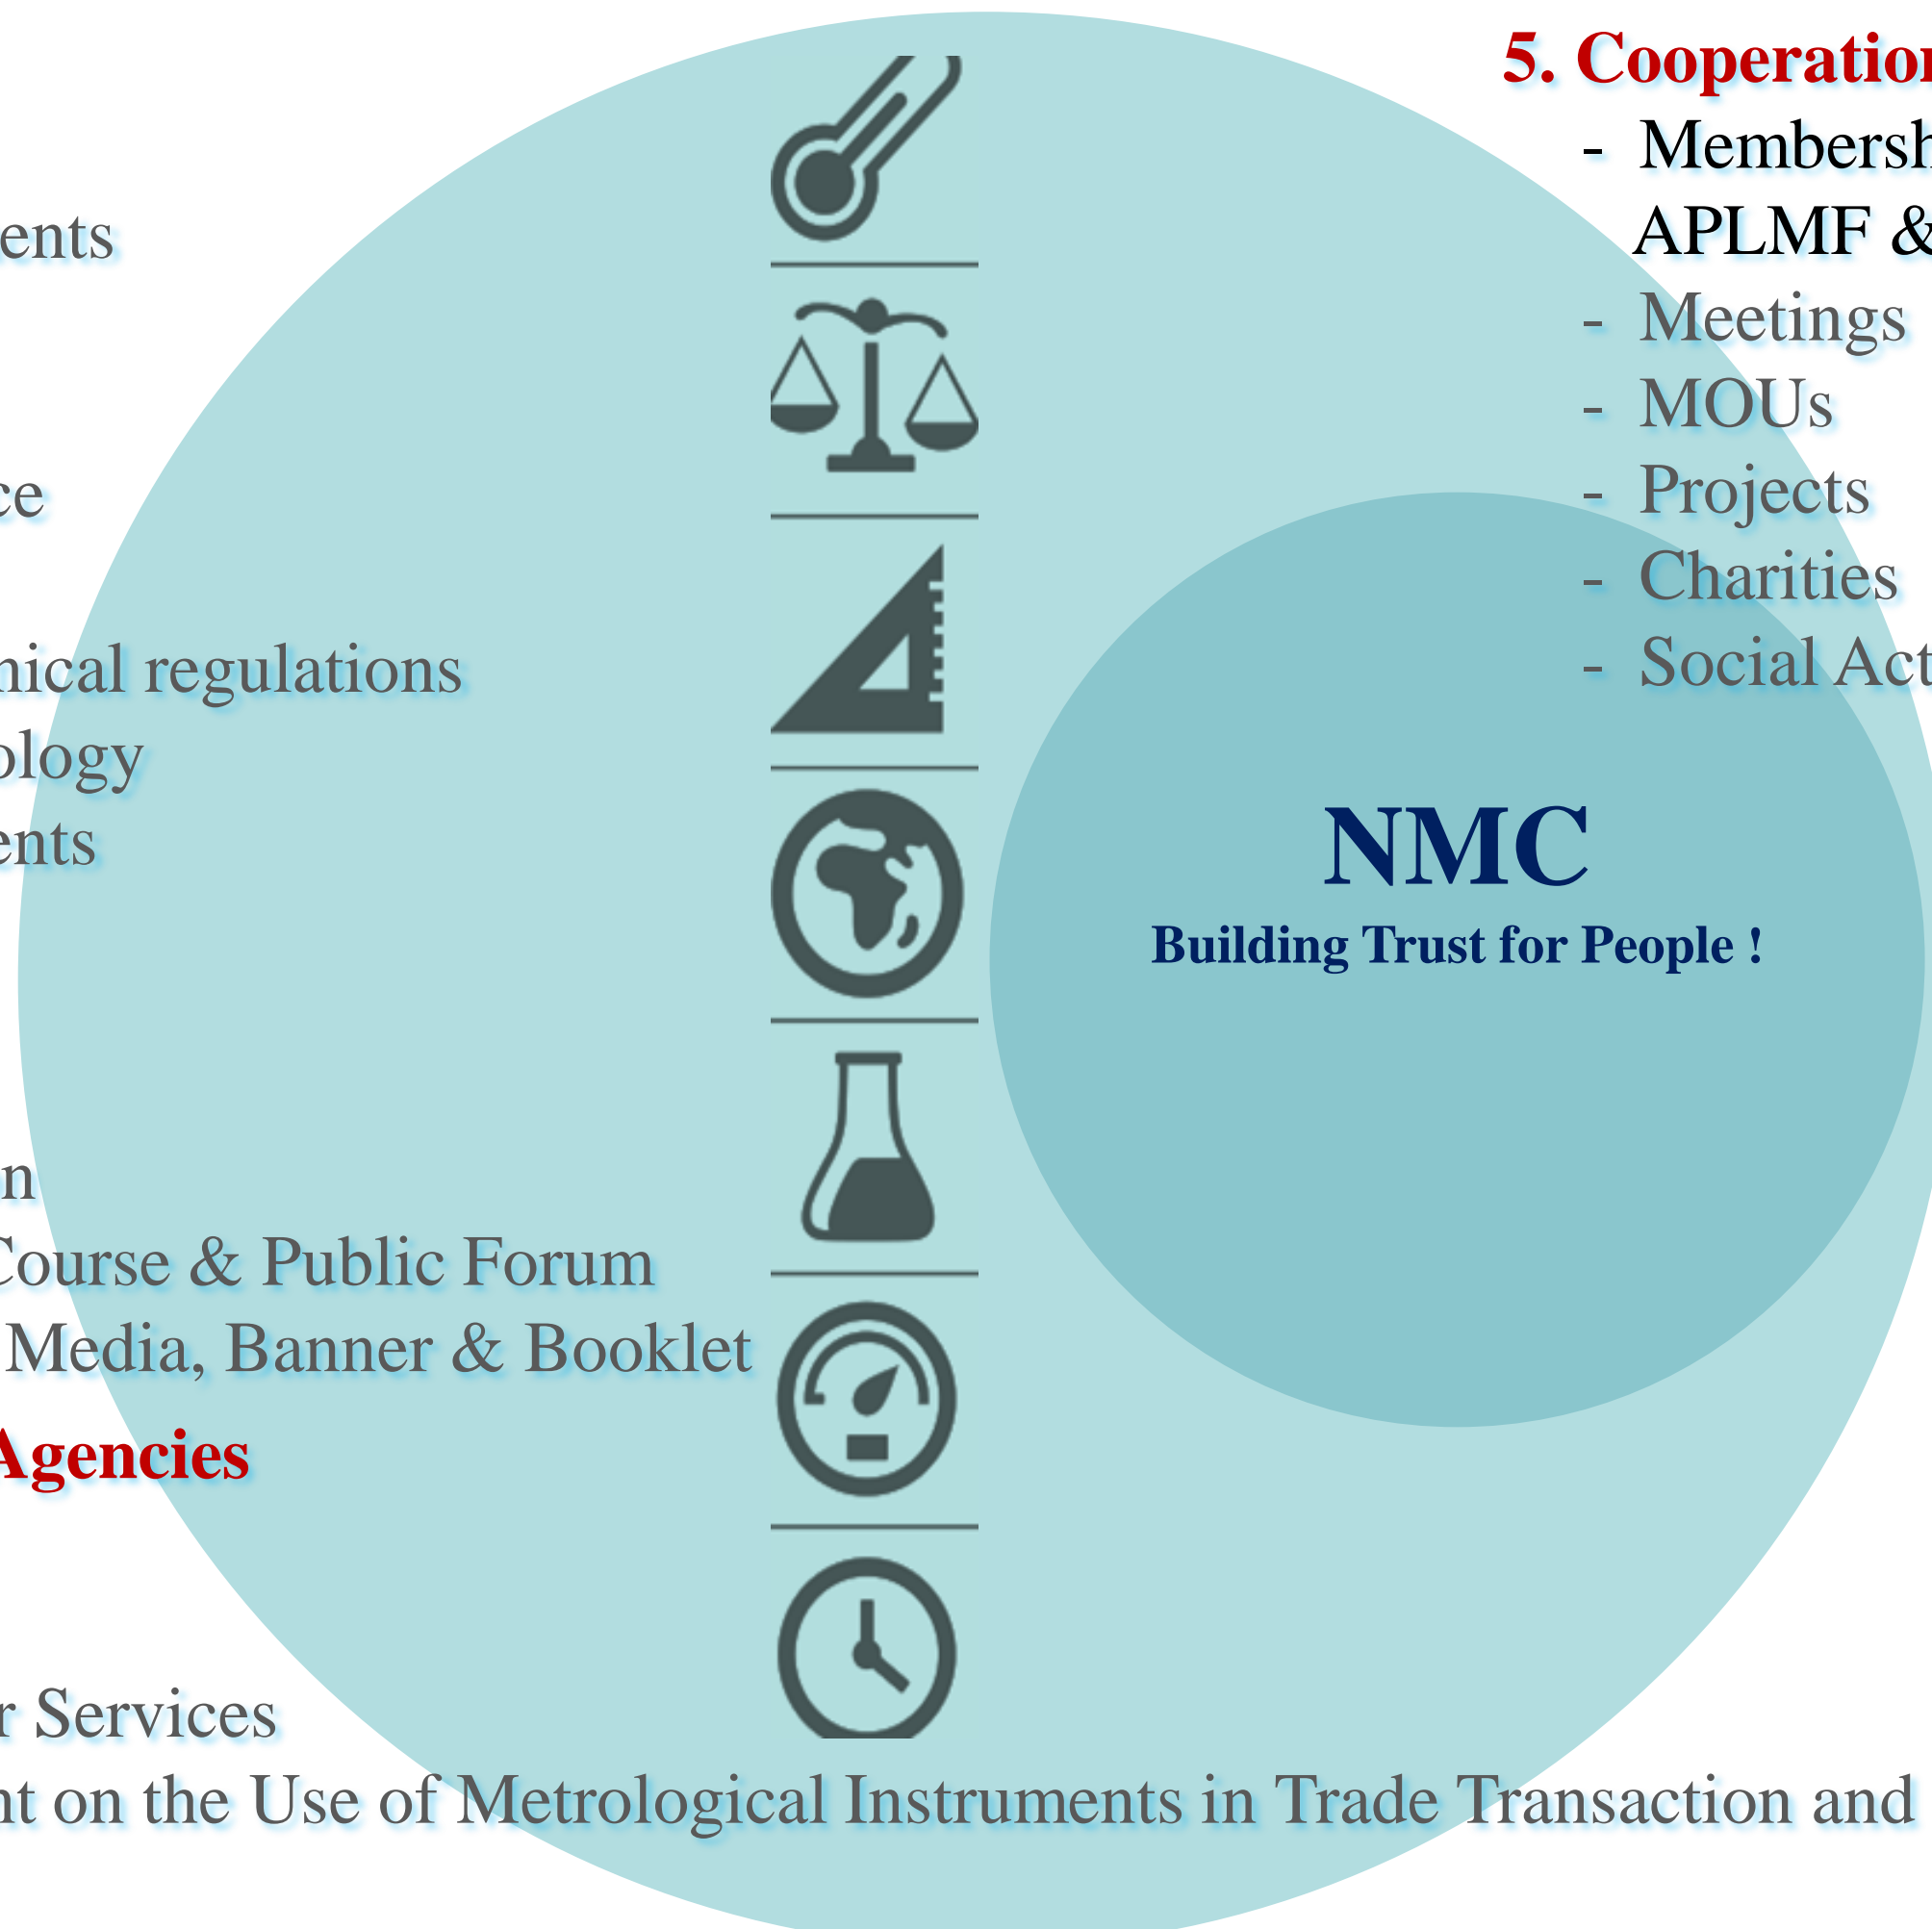 ents
ce
nical regulations
ology
ents
on
Course & Public Forum
Media, Banner & Booklet
Agencies
r Services
nt on the Use of Metrological Instruments in Trade Transaction and
5. Cooperation
- Membersh
APLMF &
- Meetings
- MOUs
- Projects
- Charities
- Social Act
NMC
Building Trust for People !